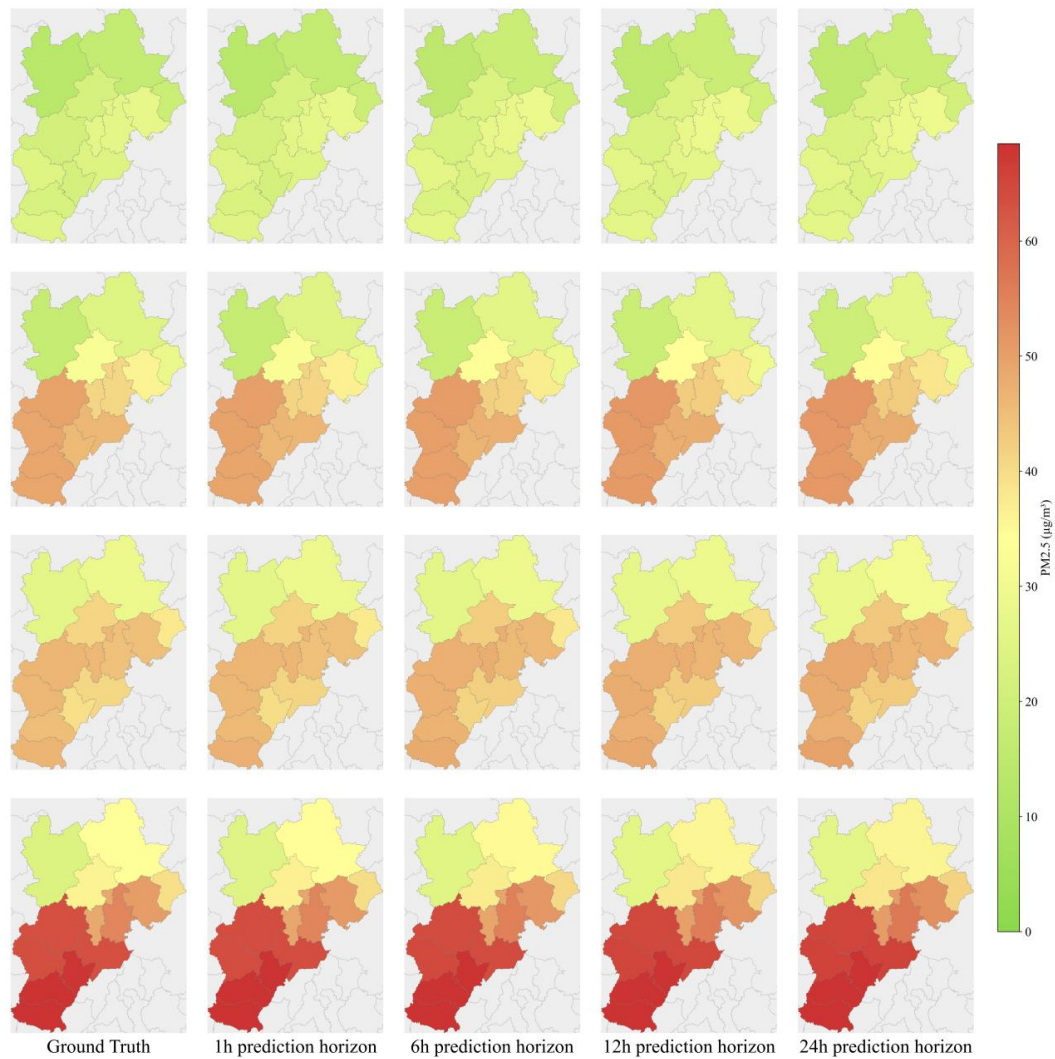 60
50
40
30
20
10
0
PM2.5 (μg/m³)
Ground Truth
1h prediction horizon
6h prediction horizon
12h prediction horizon
24h prediction horizon